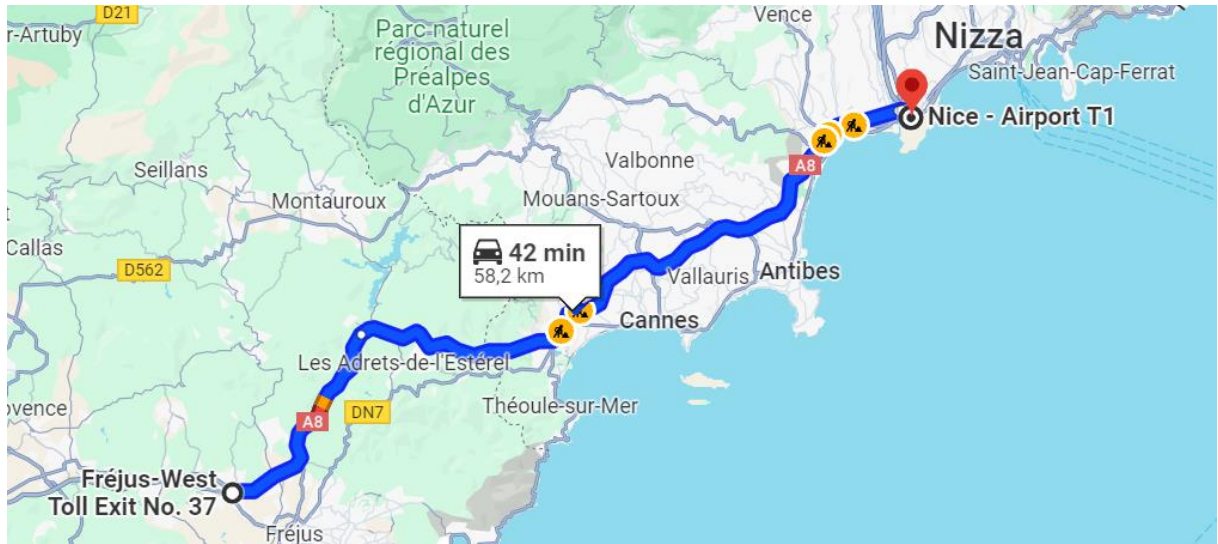 D21
r-Artuby
Parc naturel
régional des
Préalpes
d'Azur
Vence
Nizza
Saint-Jean-Cap-Ferrat
Nice - Airport T1
Seillans
Valbonne
A8
Montauroux
Mouans-Sartoux
Callas
D562
42 min
58,2 km
Vallauris
Antibes
Cannes
Les Adrets-de-l'Estérel
Théoule-sur-Mer
ovence
A8
DN7
Fréjus-West
Toll Exit No. 37
Fréjus